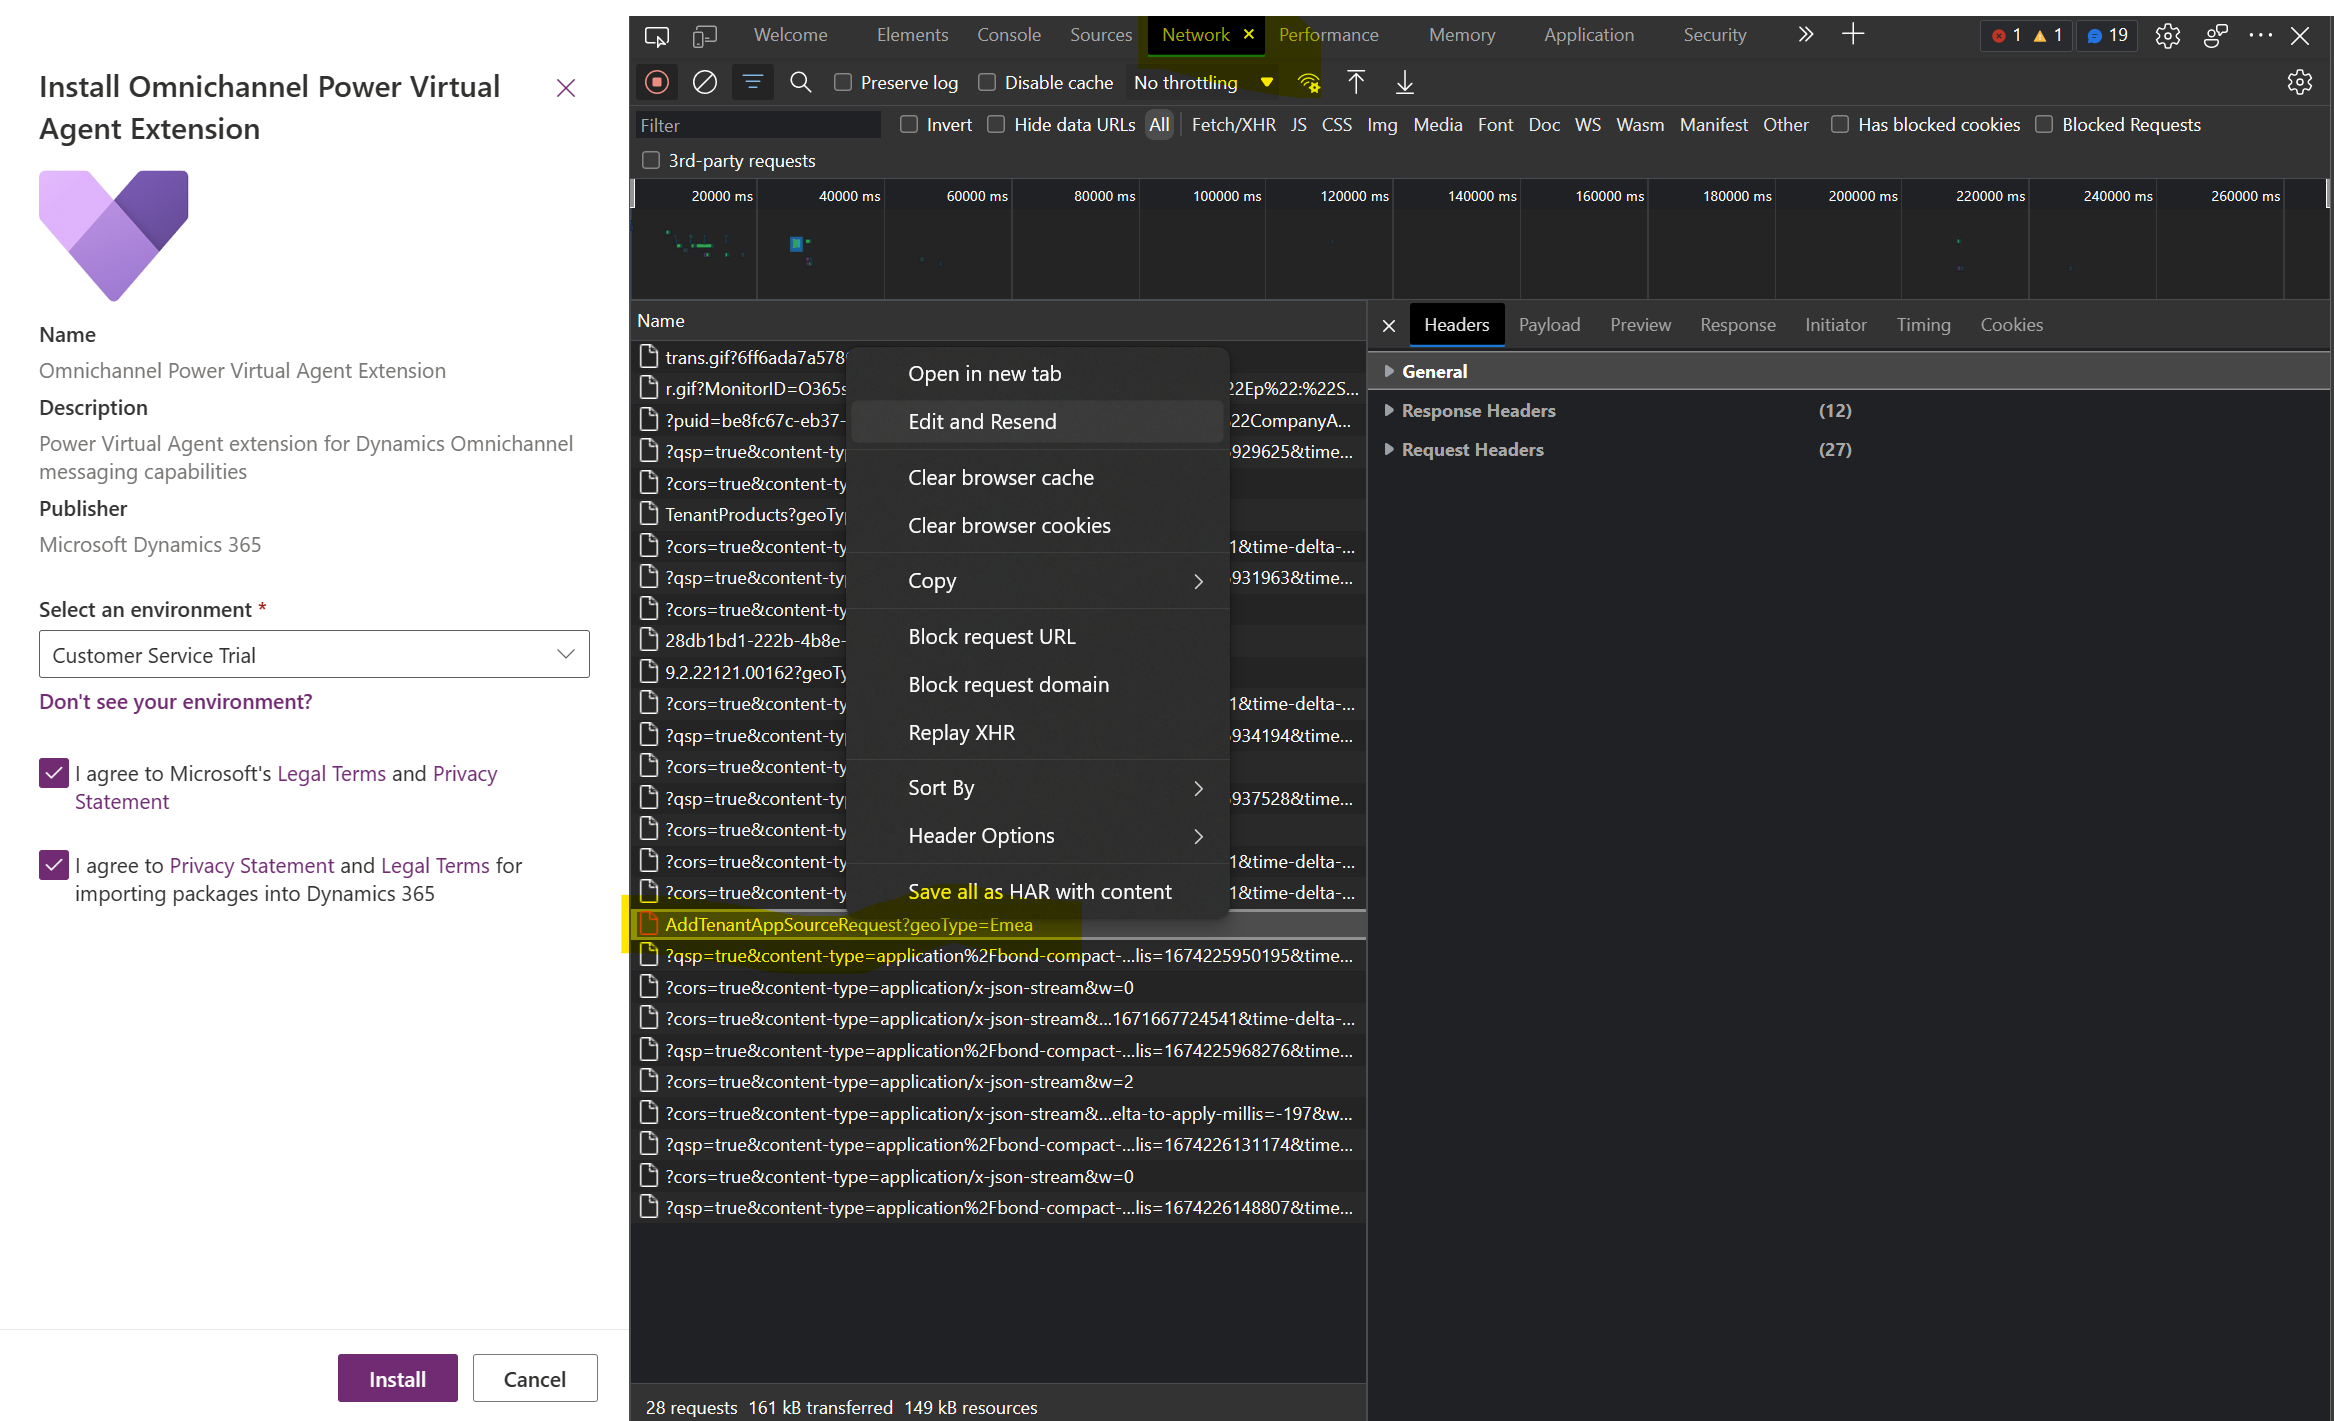 Install Omnichannel Power Virtual
Agent Extension
Name
Omnichannel Power Virtual Agent Extension
Description
Power Virtual Agent extension for Dynamics Omnichannel
messaging capabilities
Publisher
Microsoft Dynamics 365
Select an environment *
Customer Service Trial
Don't see your environment?
I agree to Microsoft's Legal Terms and Privacy
Statement
I agree to Privacy Statement and Legal Terms for
importing packages into Dynamics 365
Install Cancel
Welcome Elements Console Sources Network Performance Memory Application Security 1 1 19
Preserve log Disable cache No throttling
Filter Invert Hide data URLs All Fetch/XHR JS CSS Img Media Font Doc WS Wasm Manifest Other Has blocked cookies Blocked Requests
3rd-party requests
20000 ms 40000 ms 60000 ms 80000 ms 100000 ms 120000 ms 140000 ms 160000 ms 180000 ms 200000 ms 220000 ms 240000 ms 260000 ms
Name
trans.gif?6ff6ada7a578
r.gif?MonitorID=O365s 22Ep%22:%22S...
?puid=be8fc67c-eb37- 22CompanyA...
?qsp=true&content-ty 929625&time...
?cors=true&content-ty
TenantProducts?geoTy
?cors=true&content-ty 1&time-delta-...
?qsp=true&content-ty 931963&time...
?cors=true&content-ty
28db1bd1-222b-4b8e-
9.2.22121.00162?geoTy
?cors=true&content-ty 1&time-delta-...
?qsp=true&content-ty 934194&time...
?cors=true&content-ty
?qsp=true&content-ty 937528&time...
?cors=true&content-ty
?cors=true&content-ty 1&time-delta-...
?cors=true&content-ty 1&time-delta-...
AddTenantAppSourceRequest?geoType=Emea
?qsp=true&content-type=application%2Fbond-compact-...lis=1674225950195&time...
?cors=true&content-type=application/x-json-stream&w=0
?cors=true&content-type=application/x-json-stream&...1671667724541&time-delta-...
?qsp=true&content-type=application%2Fbond-compact-...lis=1674225968276&time...
?cors=true&content-type=application/x-json-stream&w=2
?cors=true&content-type=application/x-json-stream&...elta-to-apply-millis=-197&w...
?qsp=true&content-type=application%2Fbond-compact-...lis=1674226131174&time...
?cors=true&content-type=application/x-json-stream&w=0
?qsp=true&content-type=application%2Fbond-compact-...lis=1674226148807&time...
28 requests 161 kB transferred 149 kB resources
Open in new tab
Edit and Resend
Clear browser cache
Clear browser cookies
Copy
Block request URL
Block request domain
Replay XHR
Sort By
Header Options
Save all as HAR with content
Headers Payload Preview Response Initiator Timing Cookies
General
Response Headers (12)
Request Headers (27)